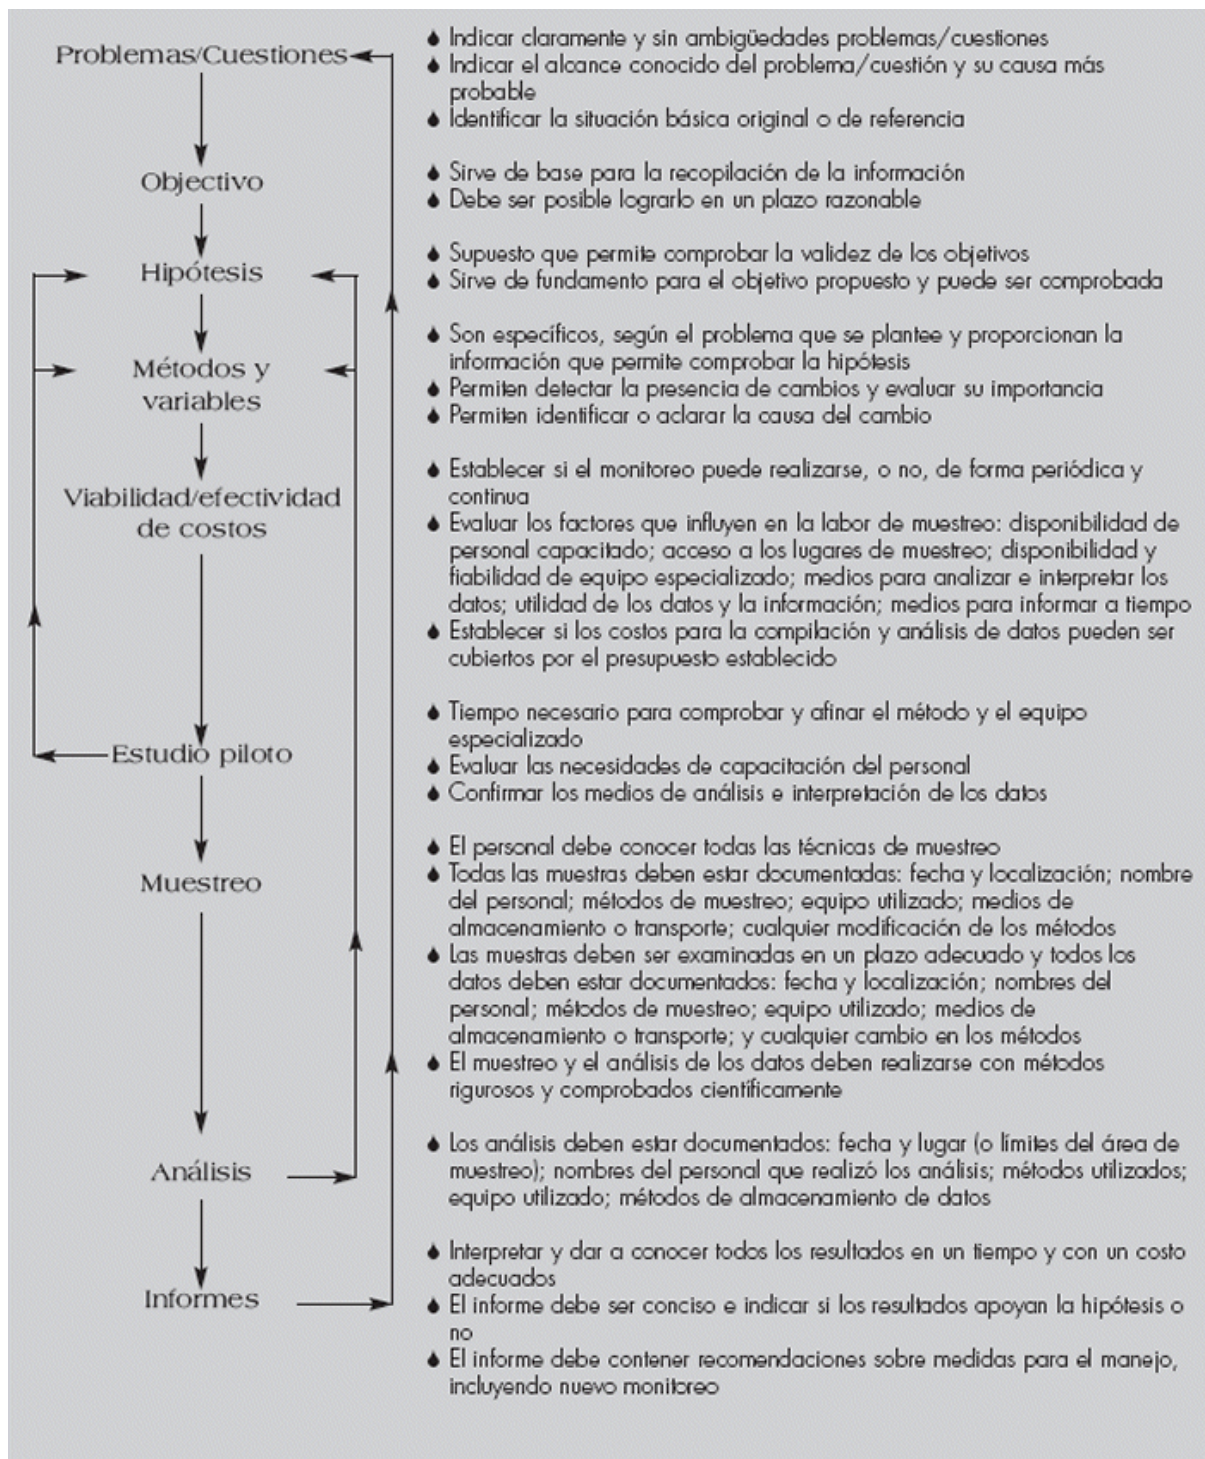 Problemas/Cuestiones
♦ Indicar claramente y sin ambigüedades problemas/cuestiones
♦ Indicar el alcance conocido del problema/cuestión y su causa más
probable
♦ Identificar la situación básica original o de referencia
Objectivo
♦ Sirve de base para la recopilación de la información
♦ Debe ser posible lograrlo en un plazo razonable
Hipótesis
♦ Supuesto que permite comprobar la validez de los objetivos
♦ Sirve de fundamento para el objetivo propuesto y puede ser comprobada
Métodos y
variables
♦ Son específicos, según el problema que se plantee y proporcionan la
información que permite comprobar la hipótesis
♦ Permiten detectar la presencia de cambios y evaluar su importancia
♦ Permiten identificar o aclarar la causa del cambio
Viabilidad/efectividad
de costos
♦ Establecer si el monitoreo puede realizarse, o no, de forma periódica y
continua
♦ Evaluar los factores que influyen en la labor de muestreo: disponibilidad de
personal capacitado; acceso a los lugares de muestreo; disponibilidad y
fiabilidad de equipo especializado; medios para analizar e interpretar los
datos; utilidad de los datos y la información; medios para informar a tiempo
♦ Establecer si los costos para la compilación y análisis de datos pueden ser
cubiertos por el presupuesto establecido
Estudio piloto
♦ Tiempo necesario para comprobar y afinar el método y el equipo
especializado
♦ Evaluar las necesidades de capacitación del personal
♦ Confirmar los medios de análisis e interpretación de los datos
Muestreo
♦ El personal debe conocer todas las técnicas de muestreo
♦ Todas las muestras deben estar documentadas: fecha y localización; nombre
del personal; métodos de muestreo; equipo utilizado; medios de
almacenamiento o transporte; cualquier modificación de los métodos
♦ Las muestras deben ser examinadas en un plazo adecuado y todos los
datos deben estar documentados: fecha y localización; nombres del
personal; métodos de muestreo; equipo utilizado; medios de
almacenamiento o transporte; y cualquier cambio en los métodos
♦ El muestreo y el análisis de los datos deben realizarse con métodos
rigurosos y comprobados científicamente
Análisis
♦ Los análisis deben estar documentados: fecha y lugar (o límites del área de
muestreo); nombres del personal que realizó los análisis; métodos utilizados;
equipo utilizado; métodos de almacenamiento de datos
Informes
♦ Interpretar y dar a conocer todos los resultados en un tiempo y con un costo
adecuados
♦ El informe debe ser conciso e indicar si los resultados apoyan la hipótesis o
no
♦ El informe debe contener recomendaciones sobre medidas para el manejo,
incluyendo nuevo monitoreo